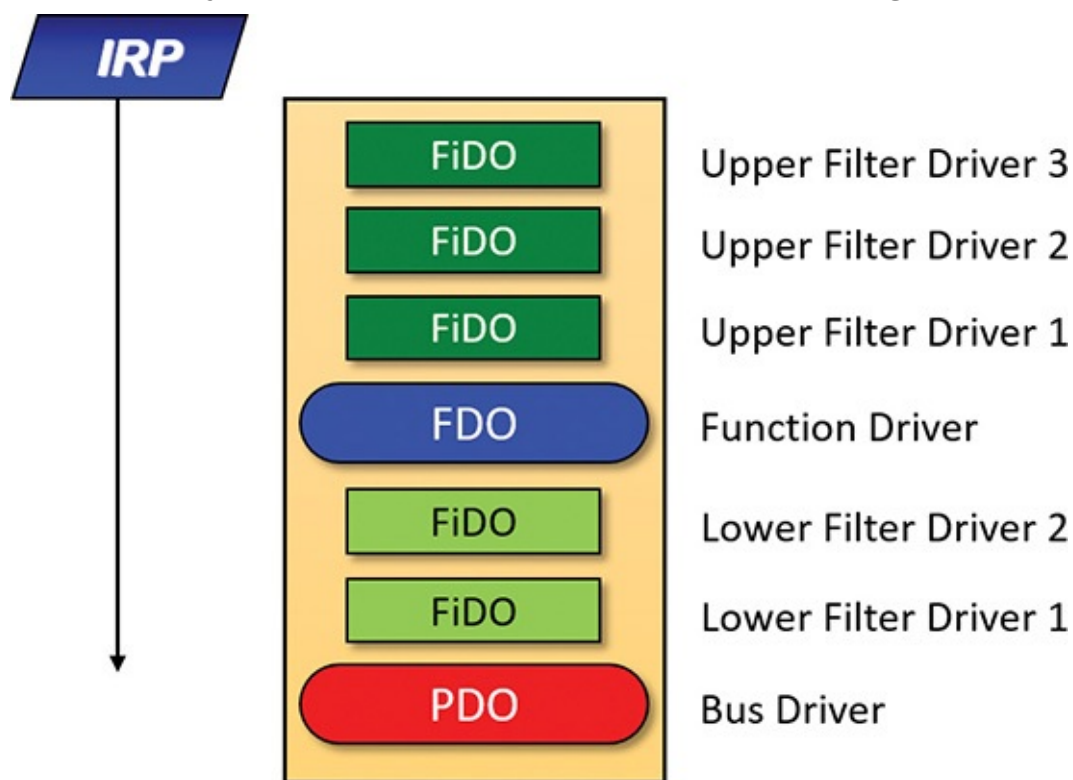 IRP
FiDO Upper Filter Driver 3
FiDO Upper Filter Driver 2
FiDO Upper Filter Driver 1
FDO Function Driver
FiDO Lower Filter Driver 2
FiDO Lower Filter Driver 1
PDO Bus Driver